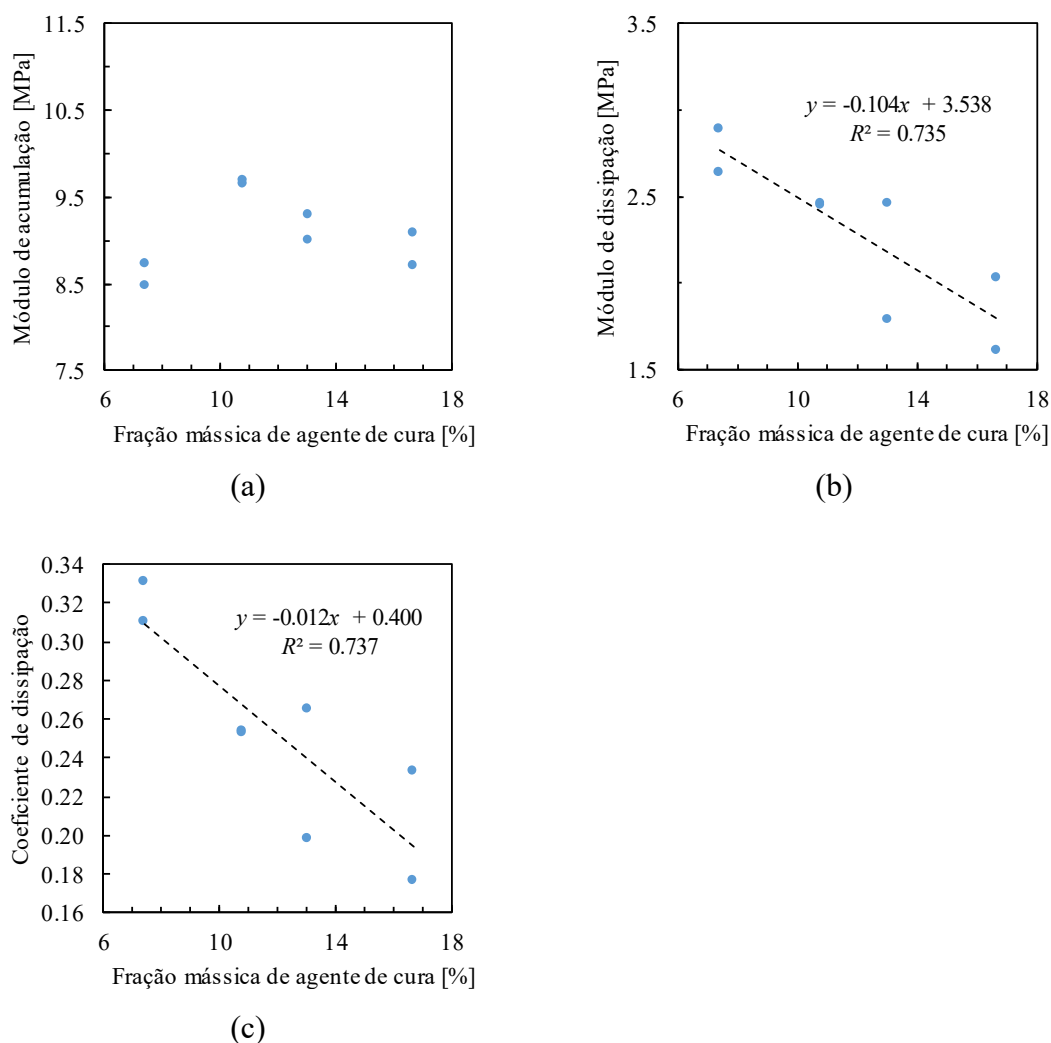 Módulo de acumulação [MPa]
11.5
10.5
9.5
8.5
7.5
6 10 14 18
Fração mássica de agente de cura [%]
(a)
Módulo de dissipação [MPa]
3.5
2.5
1.5
y = -0.104x + 3.538
R² = 0.735
6 10 14 18
Fração mássica de agente de cura [%]
(b)
Coeficiente de dissipação
0.34
0.32
0.30
0.28
0.26
0.24
0.22
0.20
0.18
0.16
y = -0.012x + 0.400
R² = 0.737
6 10 14 18
Fração mássica de agente de cura [%]
(c)